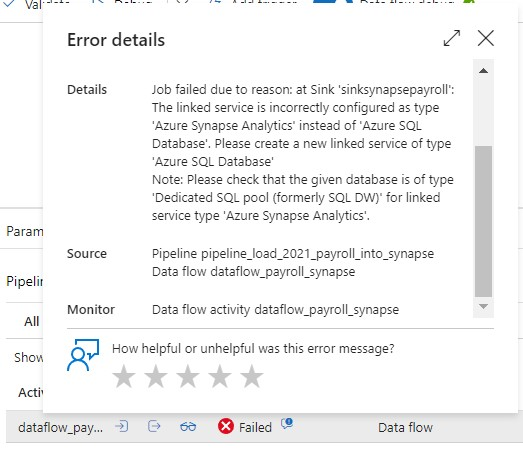 Error details
Details
Job failed due to reason: at Sink 'sinksynapsepayroll':
The linked service is incorrectly configured as type
'Azure Synapse Analytics' instead of 'Azure SQL
Database'. Please create a new linked service of type
'Azure SQL Database'
Note: Please check that the given database is of type
'Dedicated SQL pool (formerly SQL DW)' for linked
service type 'Azure Synapse Analytics'.
Source
Pipeline pipeline_load_2021_payroll_into_synapse
Data flow dataflow_payroll_synapse
Monitor
Data flow activity dataflow_payroll_synapse
How helpful or unhelpful was this error message?
Param
Pipelin
All
Show
Activ
dataflow_pay...
Failed
Data flow